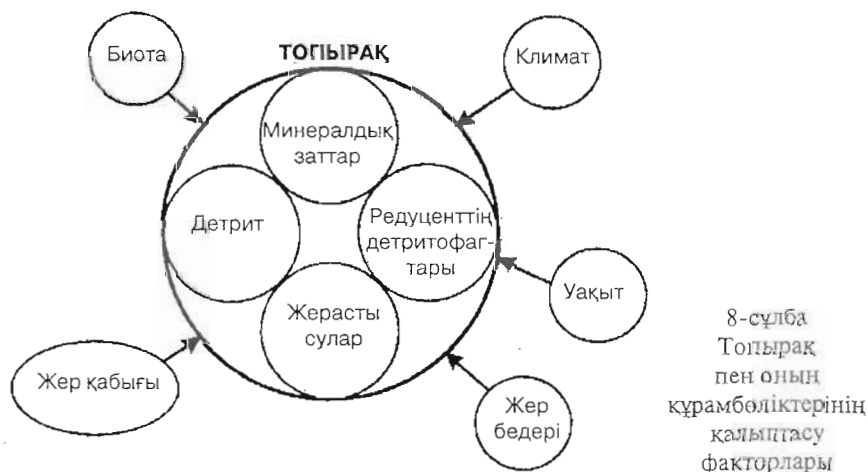 Биота
ТОПЫРАҚ
Климат
Минералдық
заттар
Детрит
Редуценттің
детритофаг-
тары
Жерасты
сулар
Уақыт
Жер қабығы
Жер
бедері
8-сұлба
Топырақ
пен оның
құрамбөліктерінің
қалыптасу
факторлары